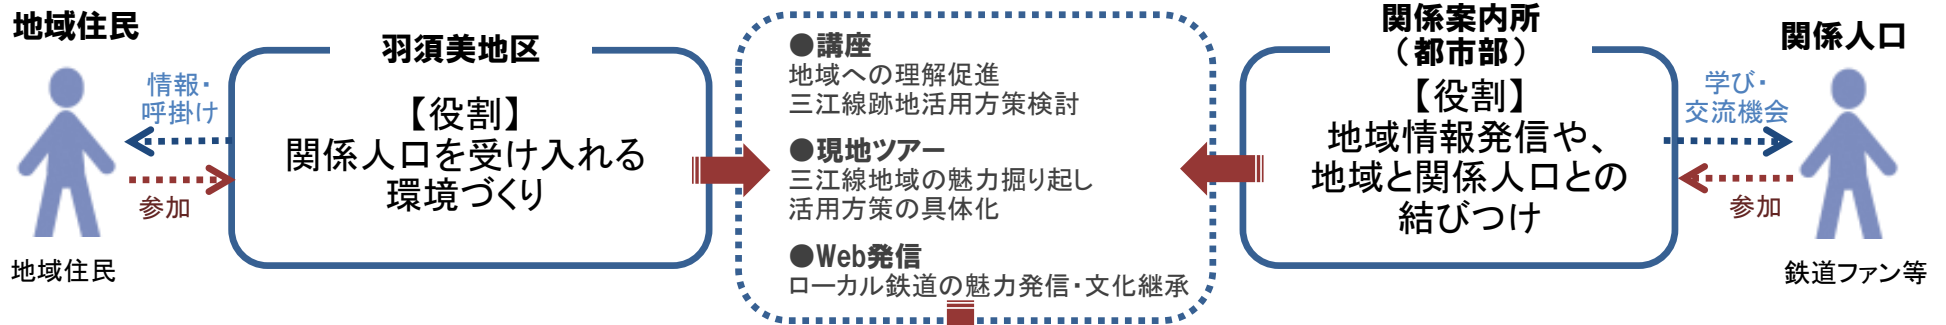 地域住民
情報・
呼掛け
参加
地域住民
羽須美地区
【役割】
関係人口を受け入れる
環境づくり
●講座
地域への理解促進
三江線跡地活用方策検討
●現地ツアー
三江線地域の魅力掘り起し
活用方策の具体化
●Web発信
ローカル鉄道の魅力発信・文化継承
関係案内所
（都市部）
【役割】
地域情報発信や、
地域と関係人口との
結びつけ
関係人口
学び・
交流機会
参加
鉄道ファン等